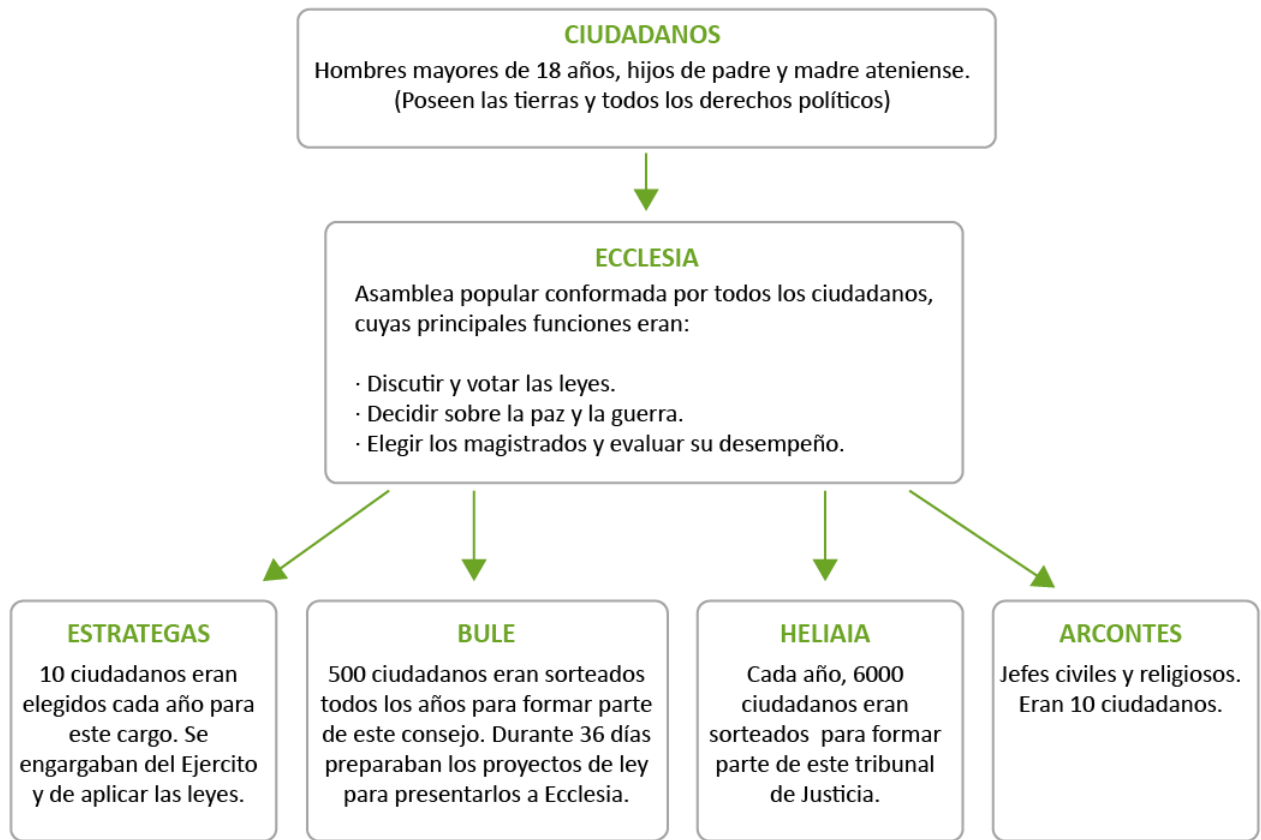 CIUDADANOS
Hombres mayores de 18 años, hijos de padre y madre ateniense.
(Poseen las tierras y todos los derechos políticos)
ECCLESIA
Asamblea popular conformada por todos los ciudadanos,
cuyas principales funciones eran:
· Discutir y votar las leyes.
· Decidir sobre la paz y la guerra.
· Elegir los magistrados y evaluar su desempeño.
ESTRATEGAS
10 ciudadanos eran
elegidos cada año para
este cargo. Se
engargaban del Ejercito
y de aplicar las leyes.
BULE
500 ciudadanos eran sorteados
todos los años para formar parte
de este consejo. Durante 36 días
preparaban los proyectos de ley
para presentarlos a Ecclesia.
HELIAIA
Cada año, 6000
ciudadanos eran
sorteados para formar
parte de este tribunal
de Justicia.
ARCONTES
Jefes civiles y religiosos.
Eran 10 ciudadanos.